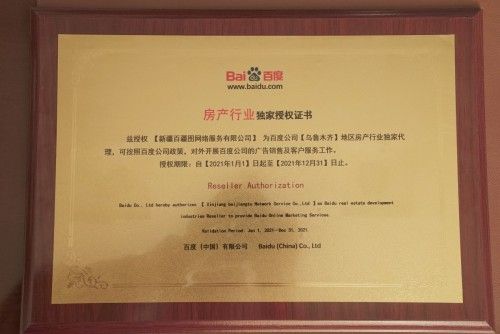 Bai 百度
www.baidu.com
房产行业独家授权证书
兹授权 【新疆百疆图网络服务有限公司】 为百度公司【乌鲁木齐】地区房产行业独家代
理，可按照百度公司政策，对外开展百度公司的广告销售及客户服务工作。
授权期限：自【2021年1月1】日起至【2021年12月31】日止。
Reseller Authorization
Baidu Co., Ltd hereby authorizes 【 Xinjiang baijiangtu Network Service Co.,Ltd 】as Baidu real estate development
industries Reseller to provide Baidu Online Marketing Services.
Validation Period: Jan 1, 2021-Dec 31, 2021
百度（中国）有限公司 Baidu (China) Co., Ltd